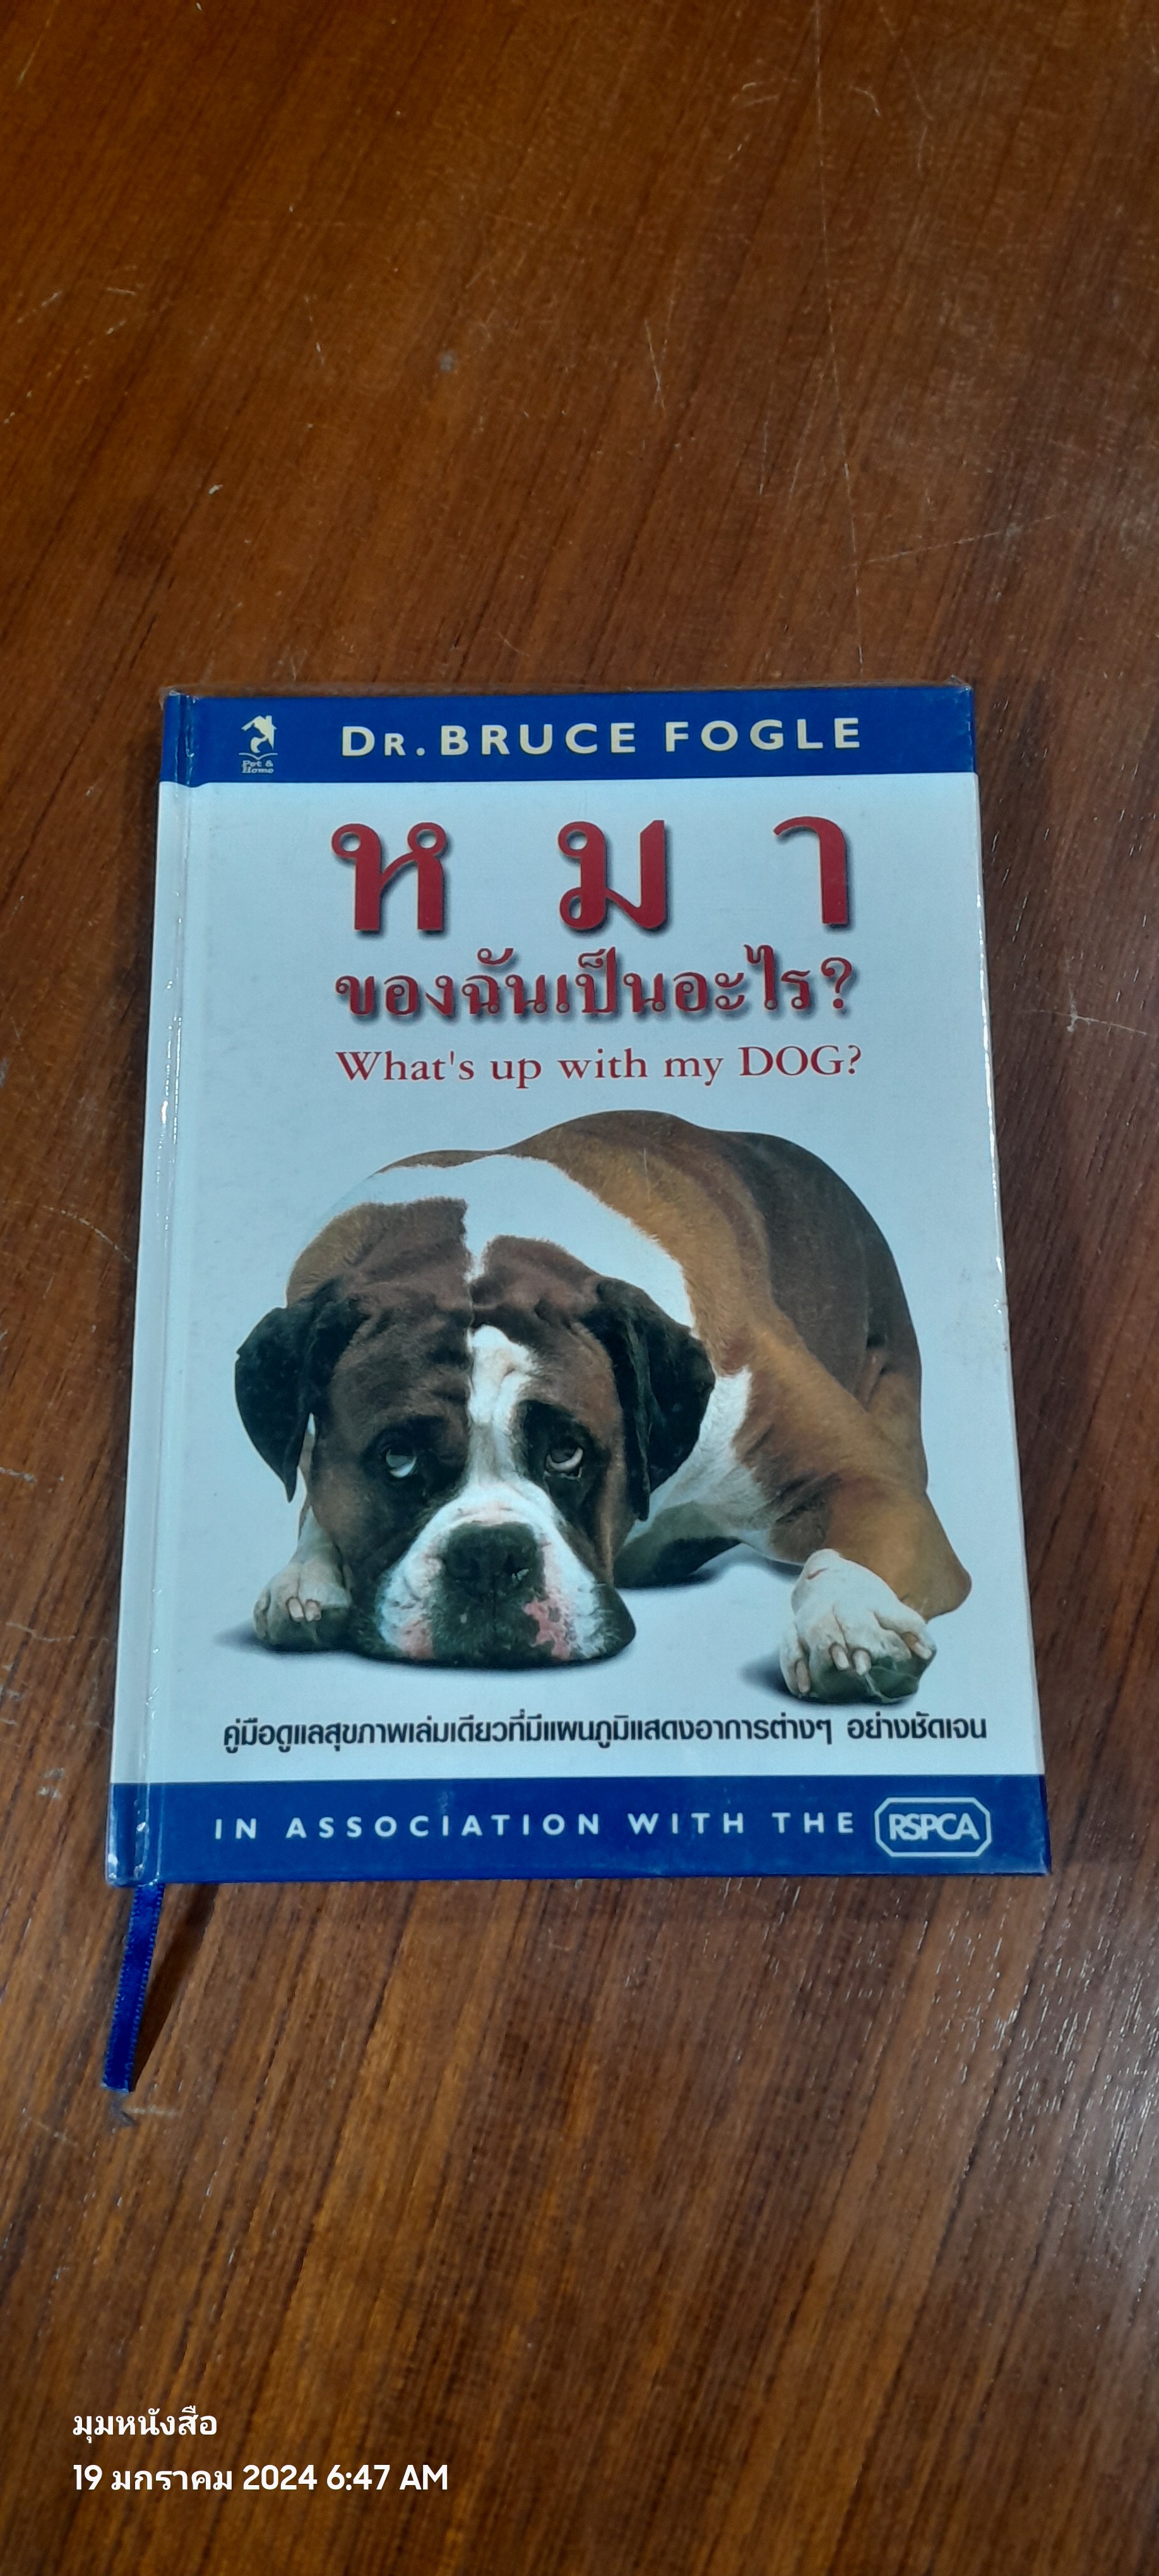 Pet &
Home
DR. BRUCE FOGLE
หมา
ของฉันเป็นอะไร?
What's up with my DOG?
คู่มือดูแลสุขภาพเล่มเดียวที่มีแผนภูมิแสดงอาการต่างๆ อย่างชัดเจน
IN ASSOCIATION WITH THE RSPCA
มุมหนังสือ
19 มกราคม 2024 6:47 AM